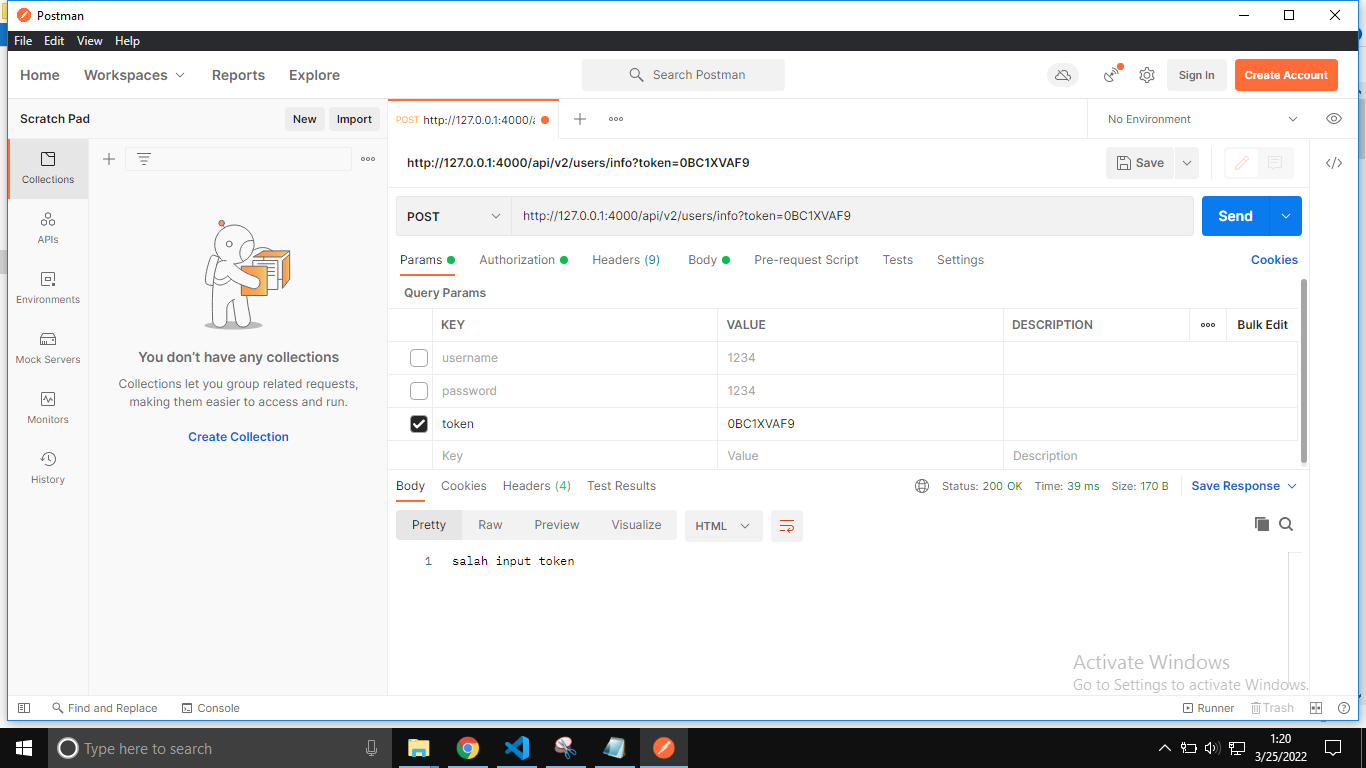 Postman
File Edit View Help
Home Workspaces Reports Explore Search Postman Sign In Create Account
Scratch Pad New Import POST http://127.0.0.1:4000/a No Environment
Collections
APIs
Environments
Mock Servers
Monitors
History
You don't have any collections
Collections let you group related requests,
making them easier to access and run.
Create Collection
http://127.0.0.1:4000/api/v2/users/info?token=0BC1XVAF9 Save
POST http://127.0.0.1:4000/api/v2/users/info?token=0BC1XVAF9 Send
Params Authorization Headers (9) Body Pre-request Script Tests Settings Cookies
Query Params
KEY VALUE DESCRIPTION Bulk Edit
username 1234
password 1234
token 0BC1XVAF9
Key Value Description
Body Cookies Headers (4) Test Results Status: 200 OK Time: 39 ms Size: 170 B Save Response
Pretty Raw Preview Visualize HTML
1 salah input token
Activate Windows
Go to Settings to activate Windows.
Find and Replace Console Runner Trash
Type here to search 1:20
3/25/2022